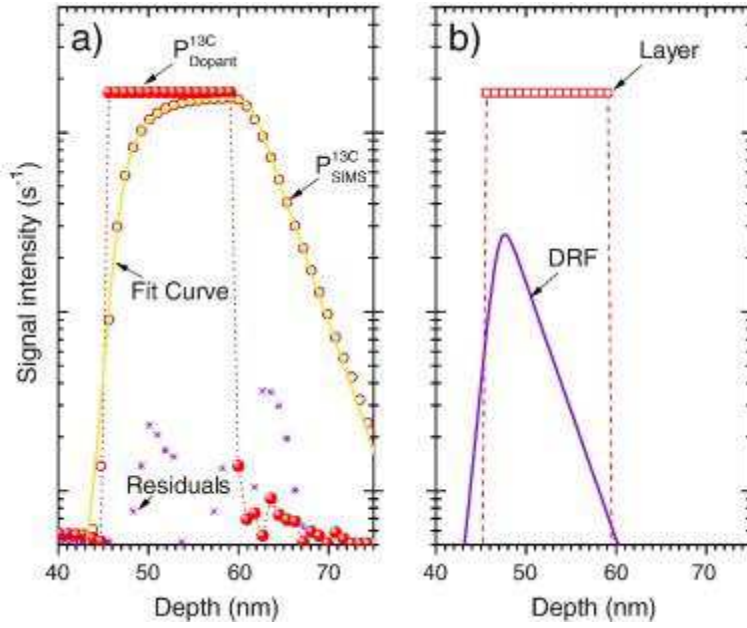 a)
P13C
Dopant
P13C
SIMS
Fit Curve
Residuals
Signal intensity (s-1)
40 50 60 70
Depth (nm)
b)
Layer
DRF
40 50 60 70
Depth (nm)